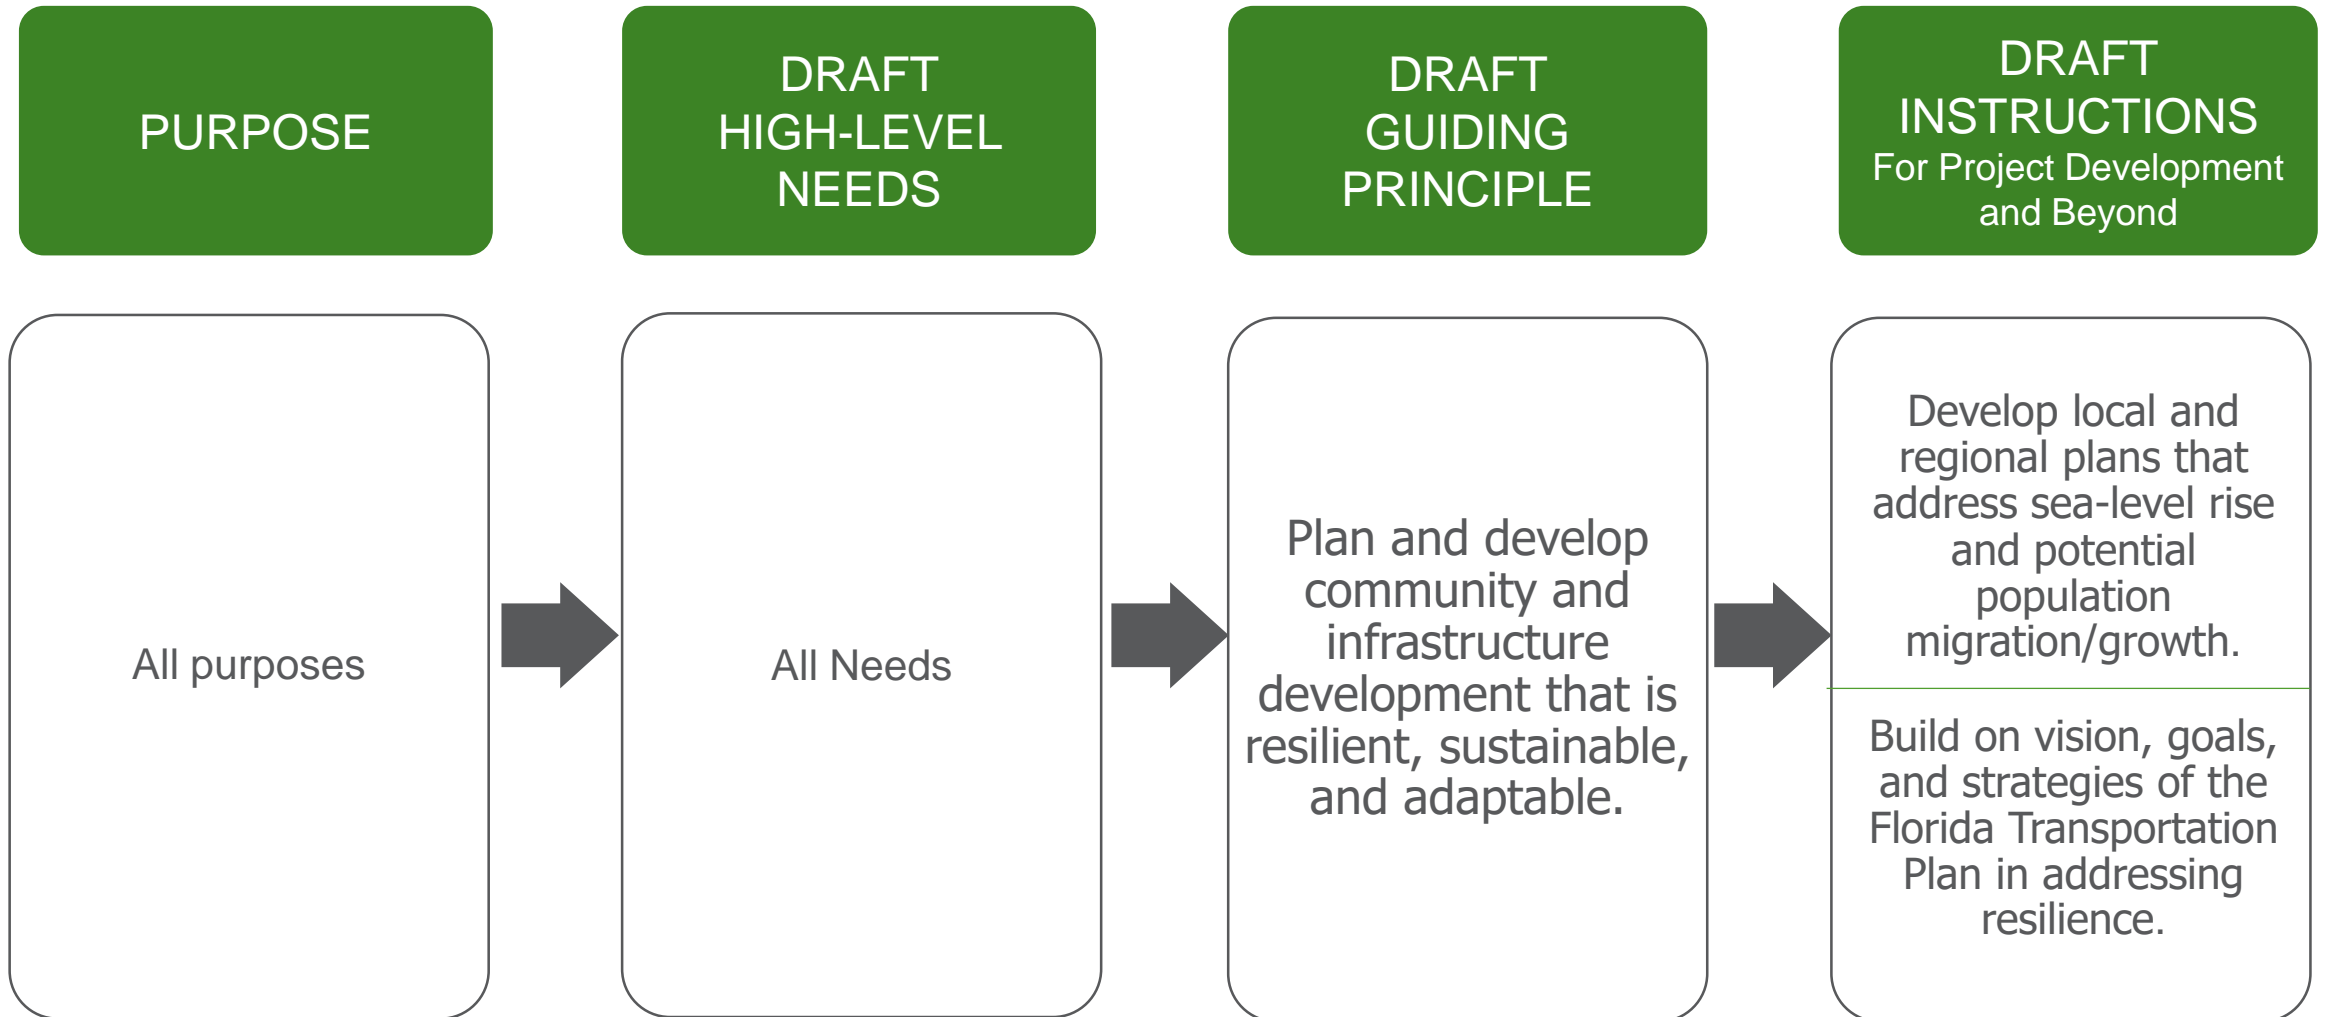 PURPOSE
DRAFT
HIGH-LEVEL
NEEDS
DRAFT
GUIDING
PRINCIPLE
DRAFT
INSTRUCTIONS
For Project Development
and Beyond
All purposes
All Needs
Plan and develop
community and
infrastructure
development that is
resilient, sustainable,
and adaptable.
Develop local and
regional plans that
address sea-level rise
and potential
population
migration/growth.
Build on vision, goals,
and strategies of the
Florida Transportation
Plan in addressing
resilience.